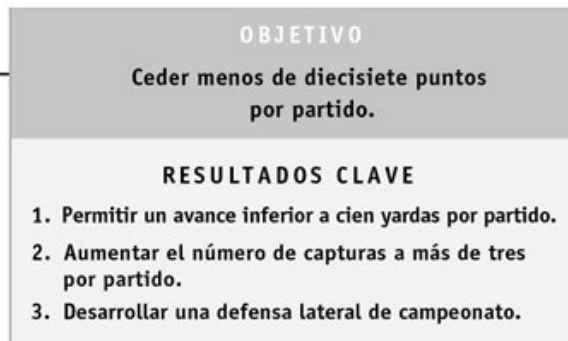 OBJETIVO
Ceder menos de diecisiete puntos
por partido.
RESULTADOS CLAVE
1. Permitir un avance inferior a cien yardas por partido.
2. Aumentar el número de capturas a más de tres
por partido.
3. Desarrollar una defensa lateral de campeonato.